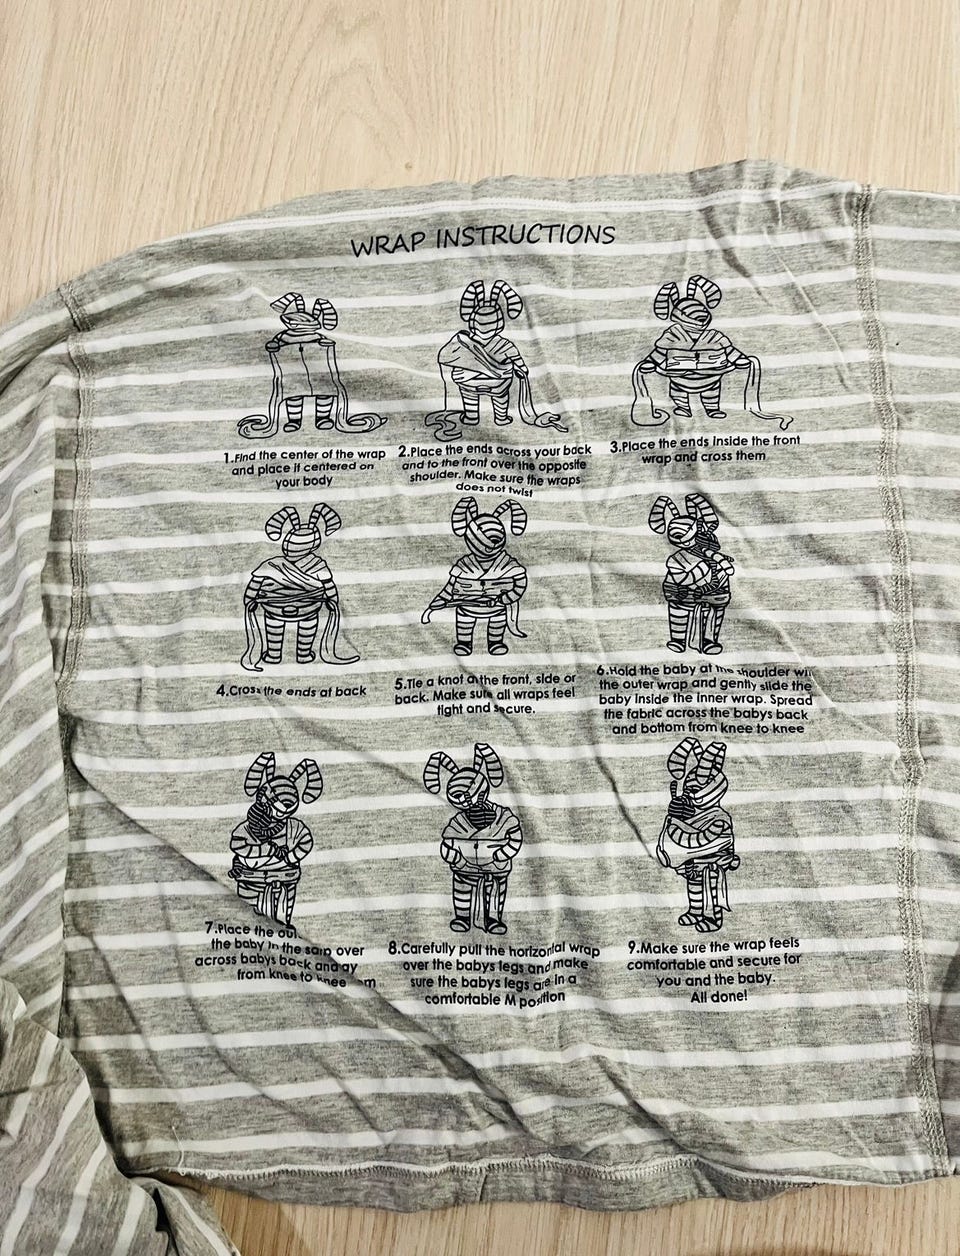 WRAP INSTRUCTIONS
1.Find the center of the wrap
and place it centered on
your body
2.Place the ends across your back
and to the front over the opposite
shoulder. Make sure the wraps
does not twist
3.Place the ends inside the front
wrap and cross them
4.Cross the ends at back
5.Tie a knot at the front, side or
back. Make sure all wraps feel
tight and secure.
6.Hold the baby at the shoulder
the outer wrap and gently slide the
baby inside the inner wrap. Spread
the fabric across the babys back
and bottom from knee to knee
7.Place the
the baby in the over
across babys back and
from knee to knee
8.Carefully pull the horizontal wrap
over the babys legs and make
sure the babys legs are in a
comfortable M position
9.Make sure the wrap feels
comfortable and secure for
you and the baby.
All done!